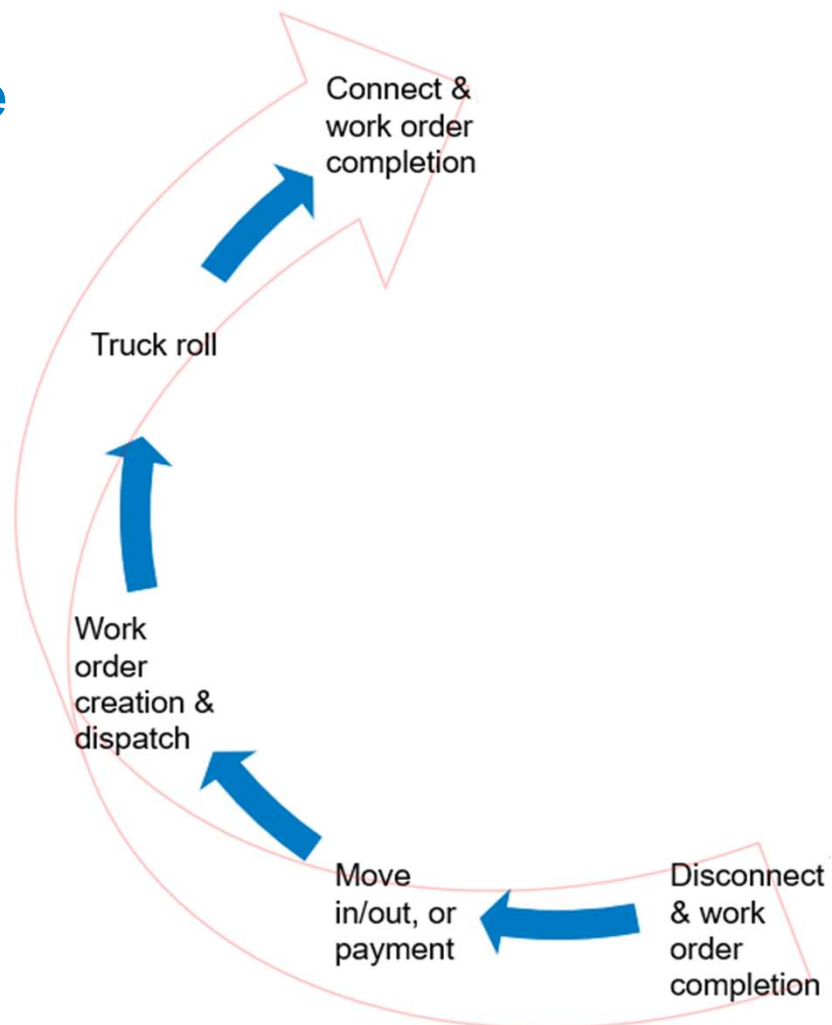 e
Connect &
work order
completion
Truck roll
Work
order
creation &
dispatch
Move
in/out, or
payment
Disconnect
& work
order
completion